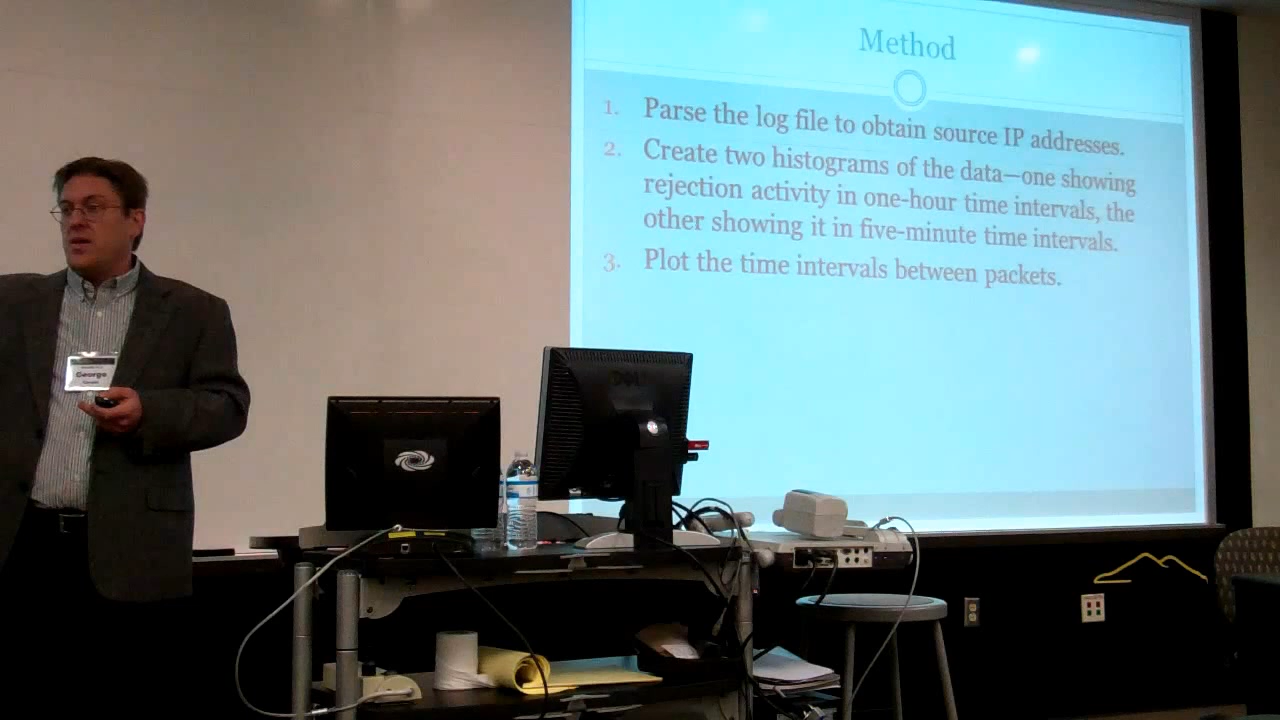 Method
1. Parse the log file to obtain source IP addresses.
2. Create two histograms of the data—one showing
rejection activity in one-hour time intervals, the
other showing it in five-minute time intervals.
3. Plot the time intervals between packets.
George
DELL